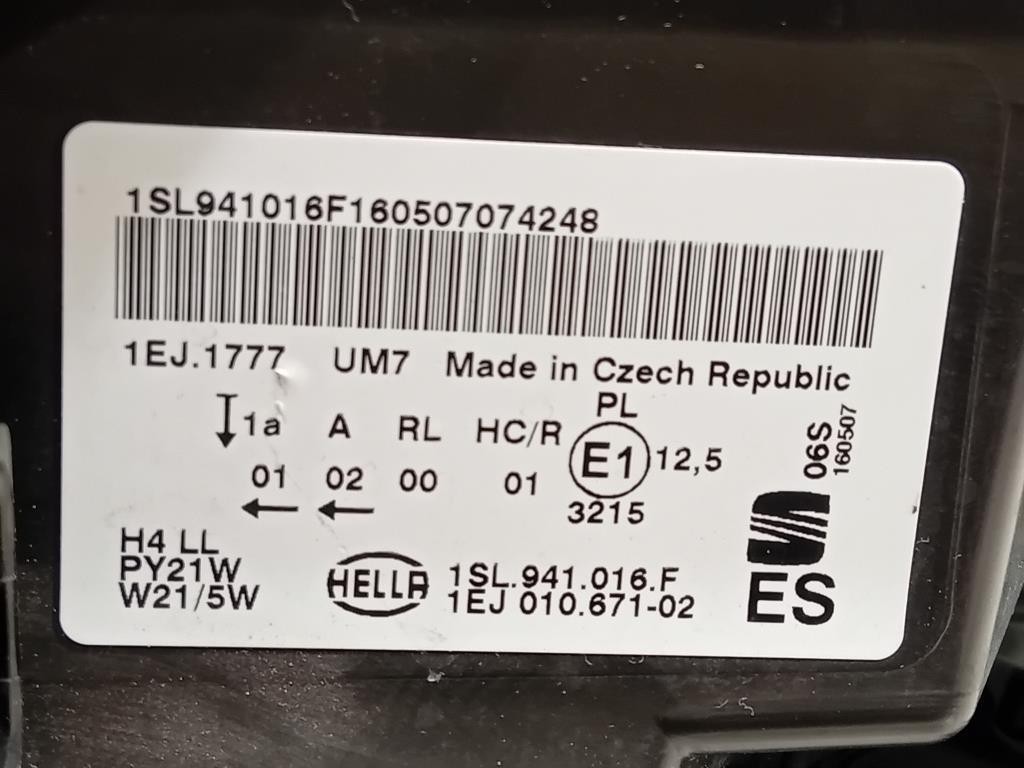 1SL941016F160507074248
1EJ.1777 UM7 Made in Czech Republic
PL
1a A RL HC/R E1 12,5
01 02 00 01
3215
06S
160507
H4 LL
PY21W
W21/5W
HELLA
1SL.941.016.F
1EJ 010.671-02
ES